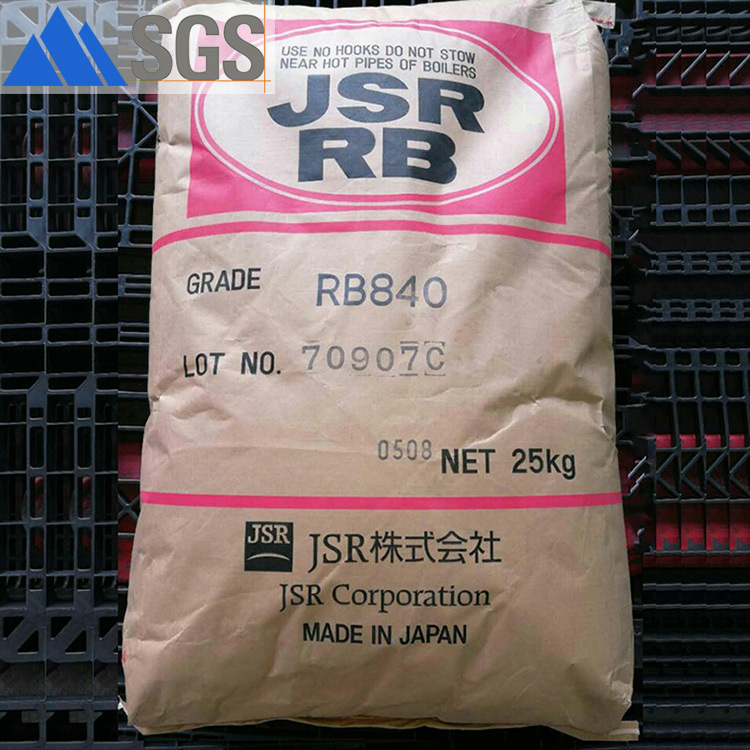 SGS
USE NO HOOKS DO NOT STOW
NEAR HOT PIPES OF BOILERS
JSR
RB
GRADE RB840
LOT NO. 70907C
0508 NET 25kg
JSR JSR株式会社
JSR Corporation
MADE IN JAPAN